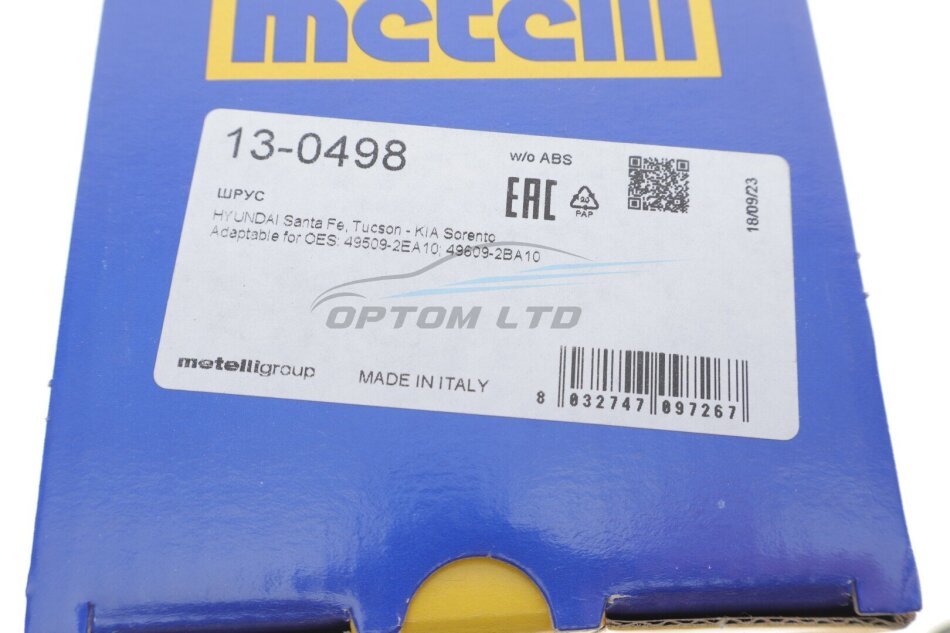 metelli
13-0498
w/o ABS
ШРУС
EAC
20
PAP
HYUNDAI Santa Fe, Tucson - KIA Sorento
Adaptable for OES: 49509-2EA10; 49609-2BA10
18/09/23
OPTOM LTD
metelligroup
MADE IN ITALY
8 032747 097267